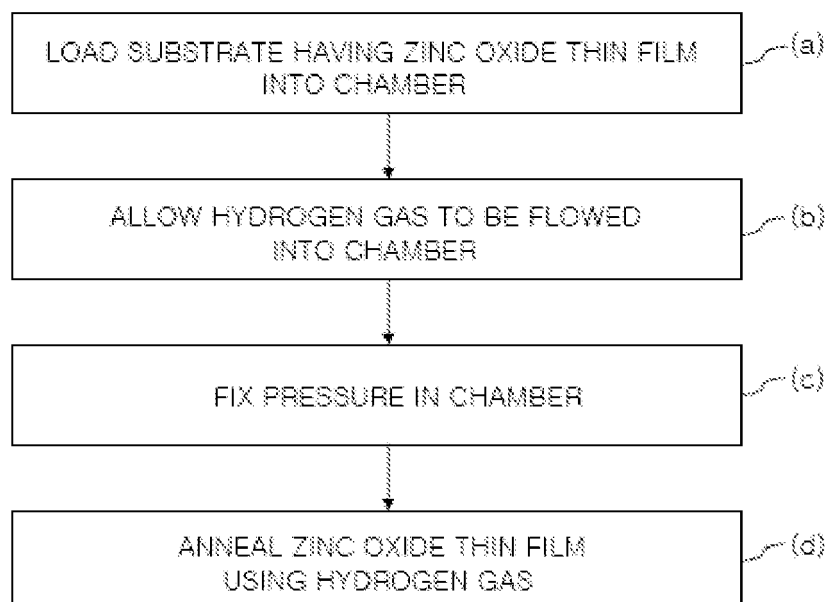 LOAD SUBSTRATE HAVING ZINC OXIDE THIN FILM
INTO CHAMBER
(a)
ALLOW HYDROGEN GAS TO BE FLOWED
INTO CHAMBER
(b)
FIX PRESSURE IN CHAMBER
(c)
ANNEAL ZINC OXIDE THIN FILM
USING HYDROGEN GAS
(d)